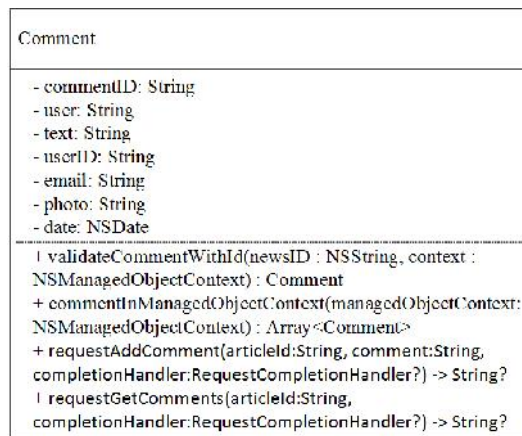 Comment
- commentID: String
- user: String
- text: String
- userID: String
- email: String
- photo: String
- date: NSDate
+ validateCommentWithId(newsID : NSString, context :
NSManagedObjectContext) : Comment
+ commentInManagedObjectContext(managedObjectContext:
NSManagedObjectContext) : Array<Comment>
+ requestAddComment(articleId:String, comment:String,
completionHandler:RequestCompletionHandler?) -> String?
+ requestGetComments(articleId:String,
completionHandler:RequestCompletionHandler?) -> String?